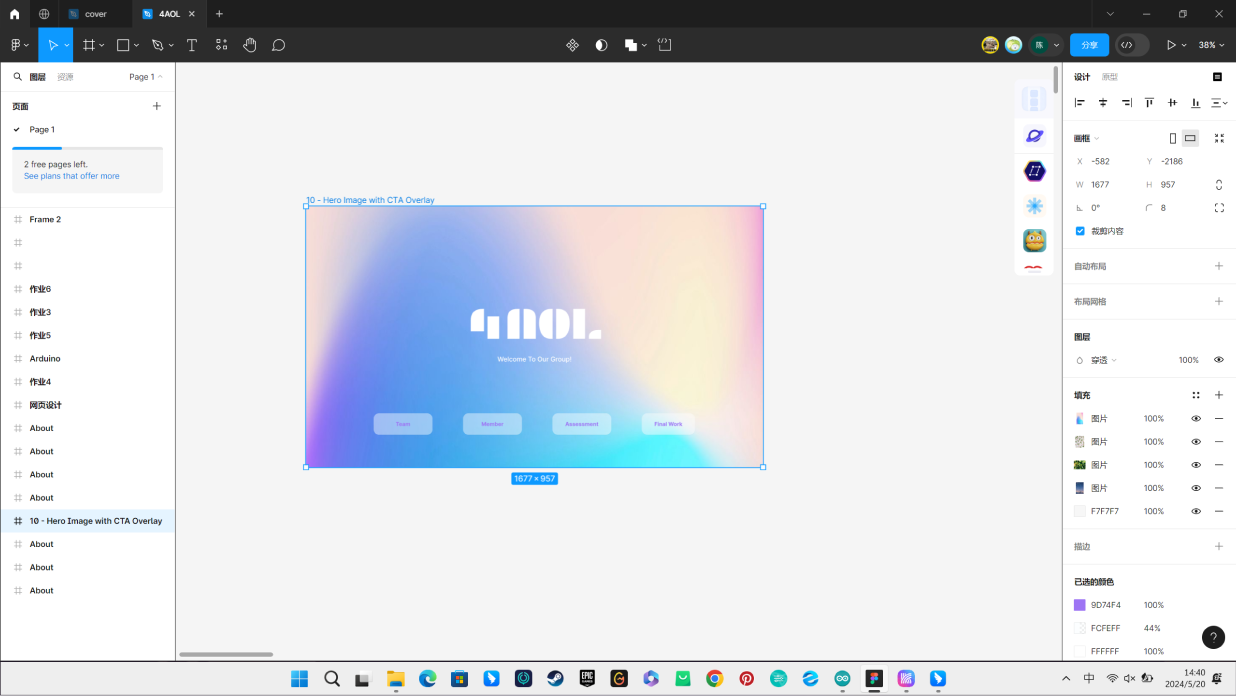 cover
4AOL
陈
分享
38%
图层
资源
Page 1
页面
Page 1
2 free pages left.
See plans that offer more
Frame 2
作业6
作业3
作业5
Arduino
作业4
网页设计
About
About
About
About
10 - Hero Image with CTA Overlay
About
About
About
10 - Hero Image with CTA Overlay
4AOL
Welcome To Our Group!
Team
Member
Assessment
Final Work
1677 × 957
设计
原型
画框
X -582 Y -2186
W 1677 H 957
0° 8
裁剪内容
自动布局
布局网格
图层
穿透 100%
填充
图片 100%
图片 100%
图片 100%
图片 100%
F7F7F7 100%
描边
已选的颜色
9D74F4 100%
FCFEFF 44%
FFFFFF 100%
?
EPIC
中
14:40
2024/5/20